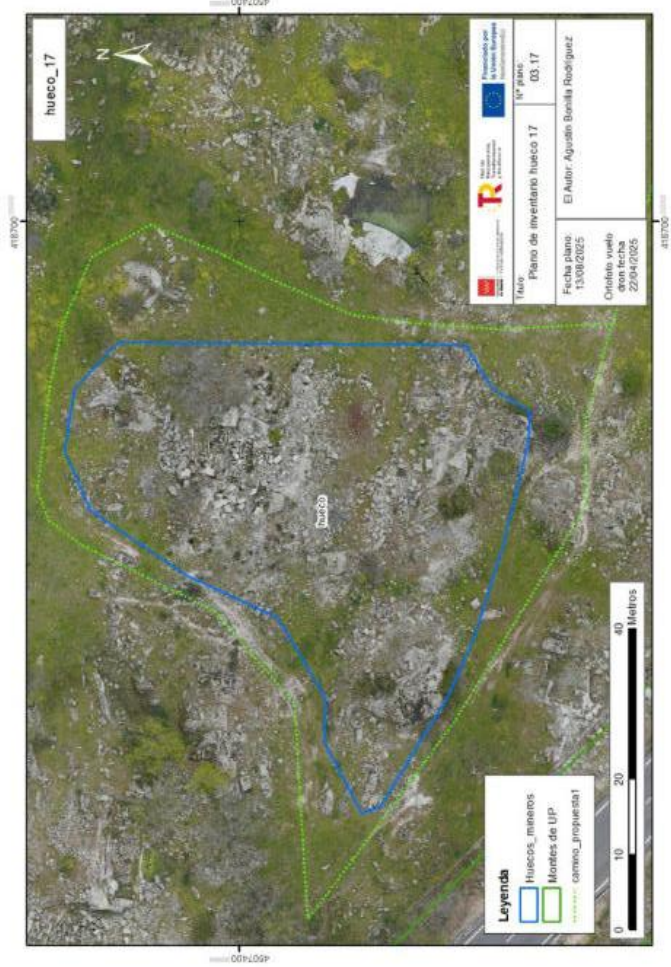 hueco_17
N
418700
4507400
hueco
Leyenda
Huecos_mineros
Montes de UP
camino_propuesta1
0 10 20 40
Metros
Financiado por
la Unión Europea
Título:
Plano de inventario hueco 17
Nº plano
03.17
Fecha plano:
13/08/2025
El Autor: Agustín Bonilla Rodríguez
Ortofoto vuelo
dron fecha
22/04/2025
418700
4507400